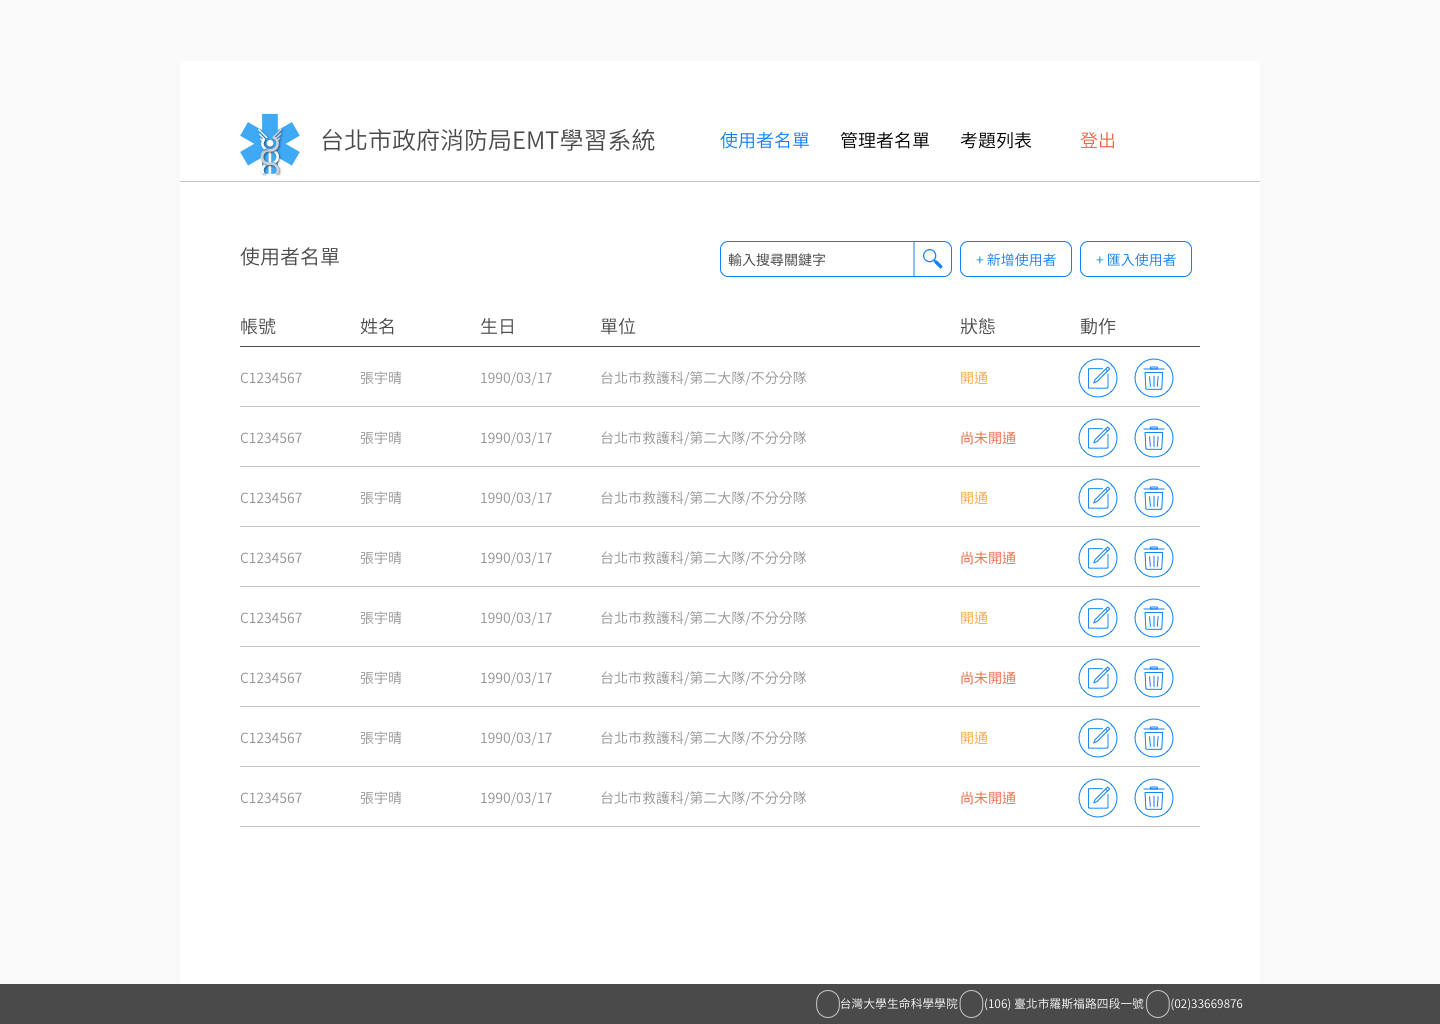 台北市政府消防局EMT學習系統 使用者名單 管理者名單 考題列表 登出
使用者名單 輸入搜尋關鍵字 + 新增使用者 + 匯入使用者
帳號 姓名 生日 單位 狀態 動作
C1234567 張宇晴 1990/03/17 台北市救護科/第二大隊/不分分隊 開通
C1234567 張宇晴 1990/03/17 台北市救護科/第二大隊/不分分隊 尚未開通
C1234567 張宇晴 1990/03/17 台北市救護科/第二大隊/不分分隊 開通
C1234567 張宇晴 1990/03/17 台北市救護科/第二大隊/不分分隊 尚未開通
C1234567 張宇晴 1990/03/17 台北市救護科/第二大隊/不分分隊 開通
C1234567 張宇晴 1990/03/17 台北市救護科/第二大隊/不分分隊 尚未開通
C1234567 張宇晴 1990/03/17 台北市救護科/第二大隊/不分分隊 開通
C1234567 張宇晴 1990/03/17 台北市救護科/第二大隊/不分分隊 尚未開通
台灣大學生命科學學院 (106) 臺北市羅斯福路四段一號 (02)33669876